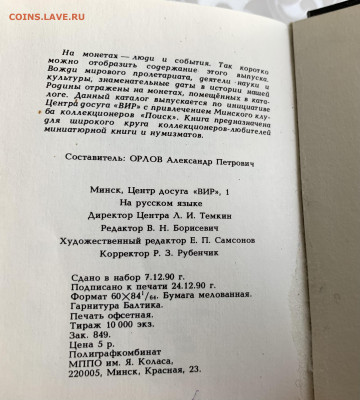 COINS.LAVE.RU
На монетах — люди и события. Так коротко
можно отобразить содержание этого выпуска.
Вожди мирового пролетариата, деятели науки и
культуры, знаменательные даты в истории нашей
Родины отражены на монетах, помещённых в ката-
логе. Данный каталог выпускается по инициативе
Центра досуга «ВИР» с привлечением Минского клу-
ба коллекционеров «Поиск». Книга предназначена
для широкого круга коллекционеров-любителей
миниатюрной книги и нумизматов.
Составитель: ОРЛОВ Александр Петрович
Минск, Центр досуга «ВИР», 1
На русском языке
Директор Центра Л. И. Темкин
Редактор В. Н. Борисевич
Художественный редактор Е. П. Самсонов
Корректор Р. З. Рубенчик
Сдано в набор 7.12.90 г.
Подписано к печати 24.12.90 г.
Формат 60×84 1/64. Бумага мелованная.
Гарнитура Балтика.
Печать офсетная.
Тираж 10 000 экз.
Зак. 849.
Цена 5 р.
Полиграфкомбинат
МППО им. Я. Коласа,
220005, Минск, Красная, 23.